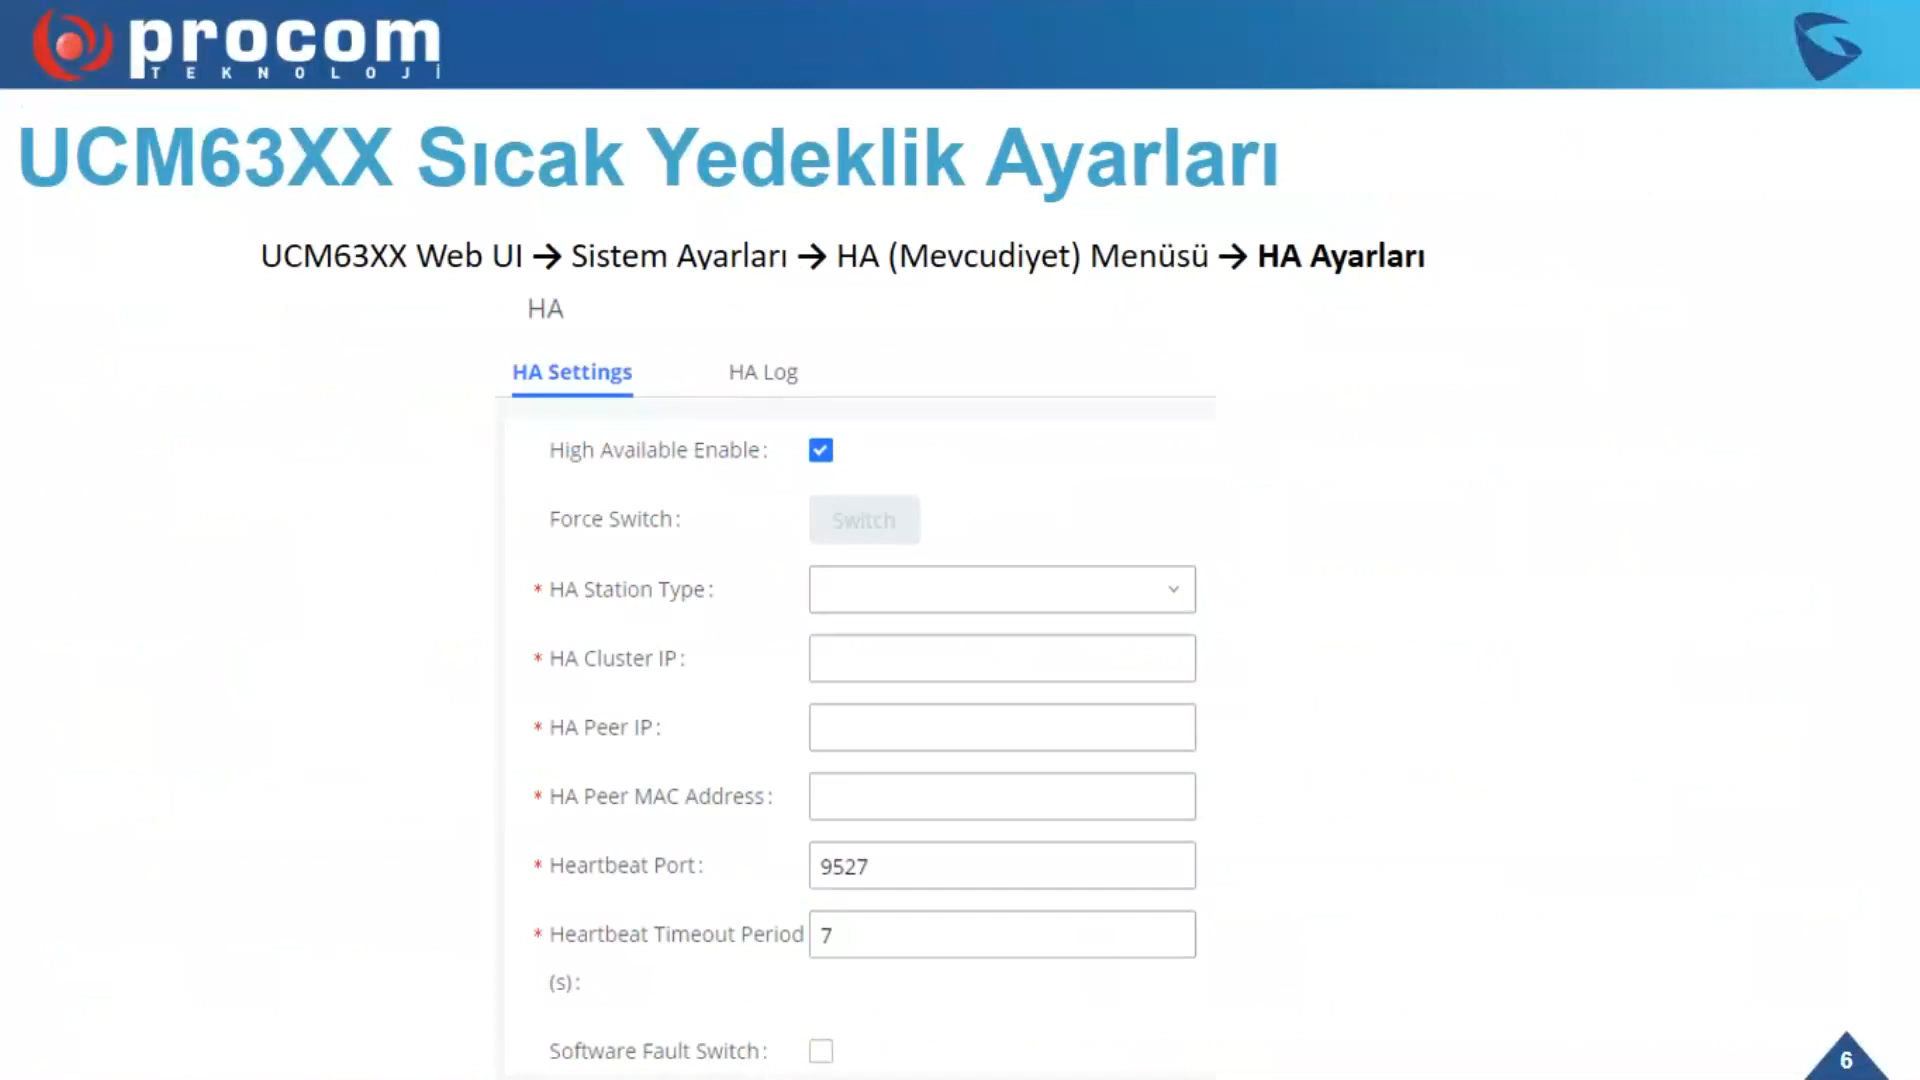 procom
TEKNOLOJİ
UCM63XX Sıcak Yedeklik Ayarları
UCM63XX Web UI → Sistem Ayarları → HA (Mevcudiyet) Menüsü → HA Ayarları
HA
HA Settings HA Log
High Available Enable:
Force Switch: Switch
* HA Station Type:
* HA Cluster IP:
* HA Peer IP:
* HA Peer MAC Address:
* Heartbeat Port: 9527
* Heartbeat Timeout Period 7
(s):
Software Fault Switch:
6